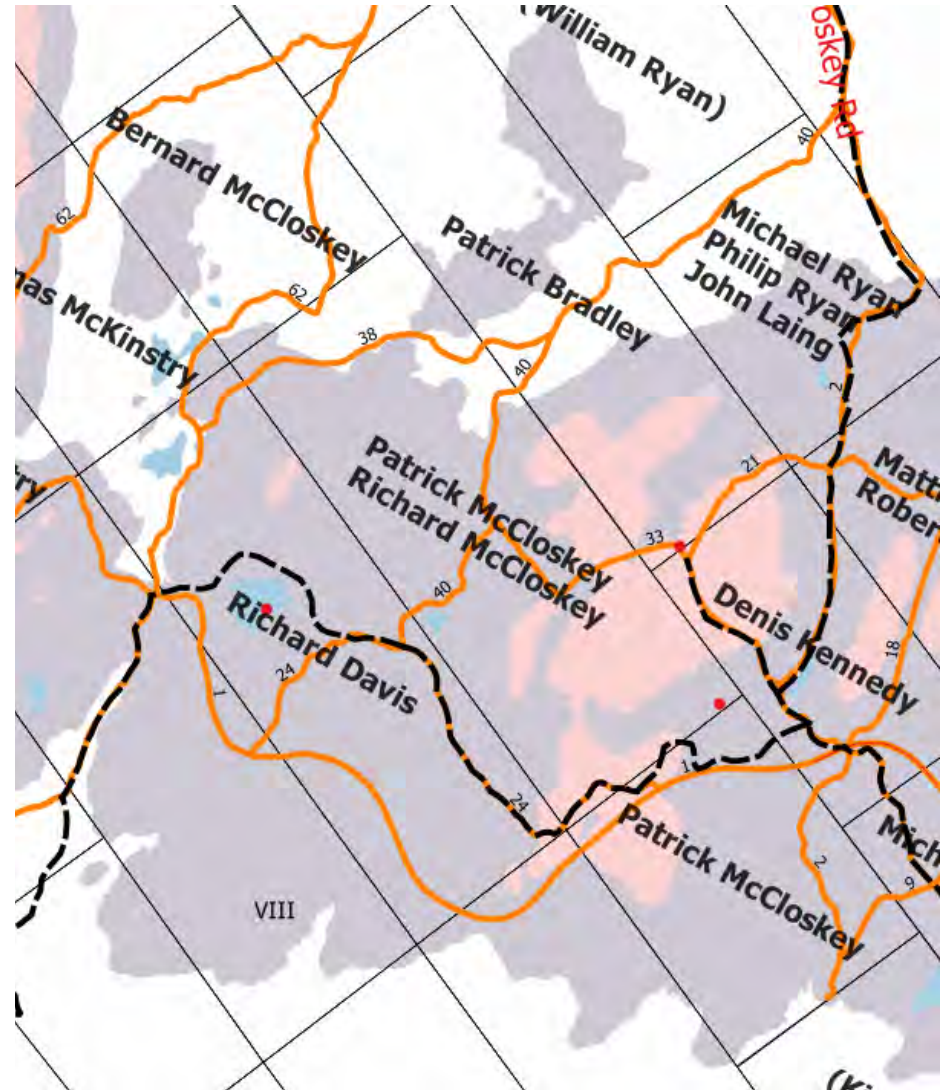 (William Ryan)
oskey Rd
Bernard McCloskey
40
62
Michael Ryan
Philip Ryan
John Laing
Patrick Bradley
mas McKinstry
62
38
40
2
Patrick McCloskey
Richard McCloskey
21
33
40
Denis Kennedy
18
Richard Davis
24
1
24
1
Patrick McCloskey
2
9
VIII